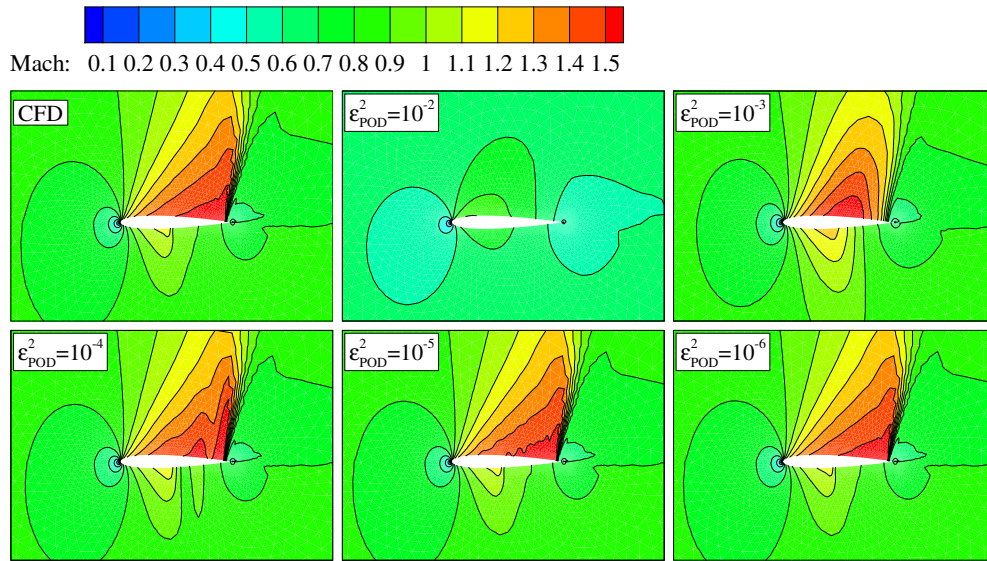 Mach: 0.1 0.2 0.3 0.4 0.5 0.6 0.7 0.8 0.9 1 1.1 1.2 1.3 1.4 1.5
CFD
ε²POD=10⁻²
ε²POD=10⁻³
ε²POD=10⁻⁴
ε²POD=10⁻⁵
ε²POD=10⁻⁶